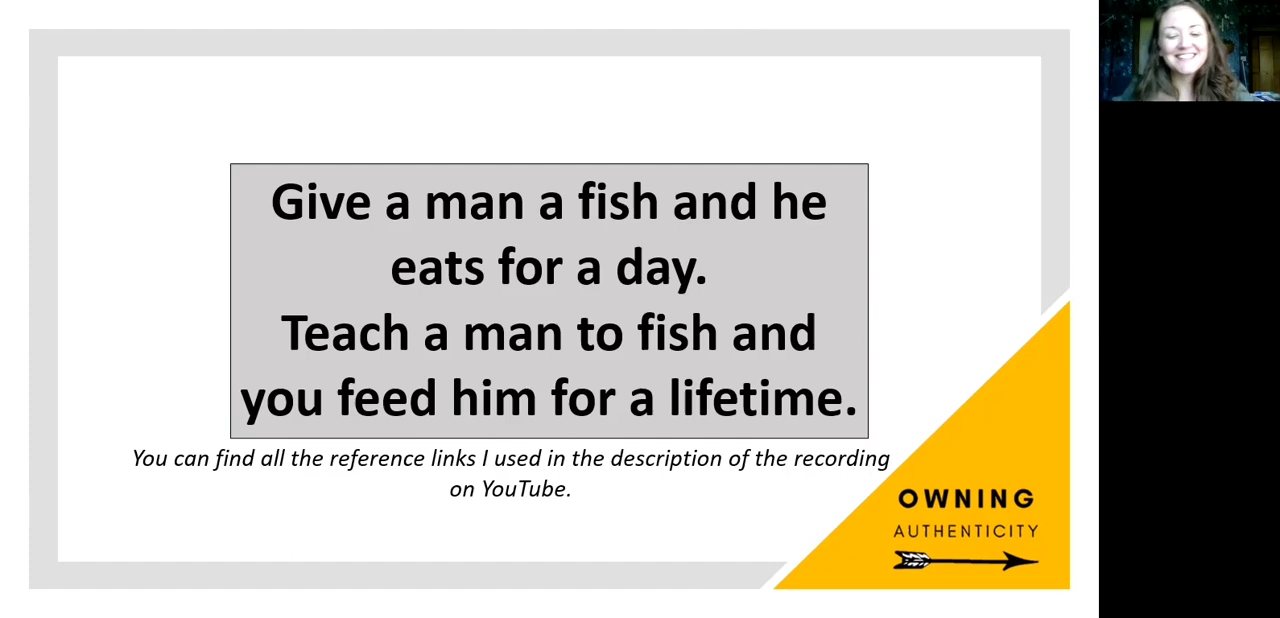 Give a man a fish and he
eats for a day.
Teach a man to fish and
you feed him for a lifetime.
You can find all the reference links I used in the description of the recording
on YouTube.
OWNING
AUTHENTICITY